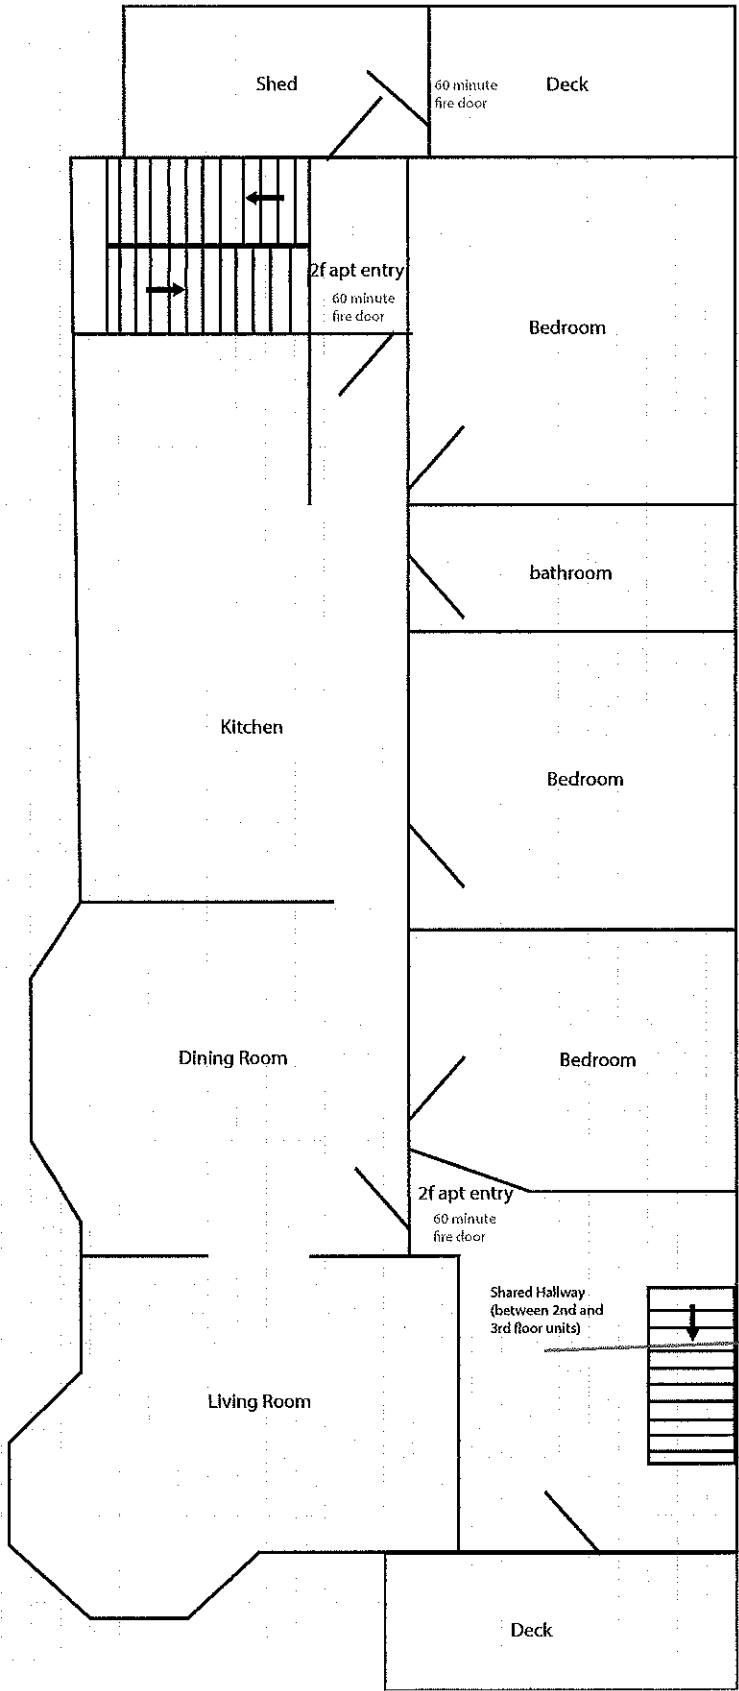 Shed
60 minute
fire door
Deck
2f apt entry
60 minute
fire door
Bedroom
bathroom
Kitchen
Bedroom
Dining Room
Bedroom
2f apt entry
60 minute
fire door
Shared Hallway
(between 2nd and
3rd floor units)
Living Room
Deck